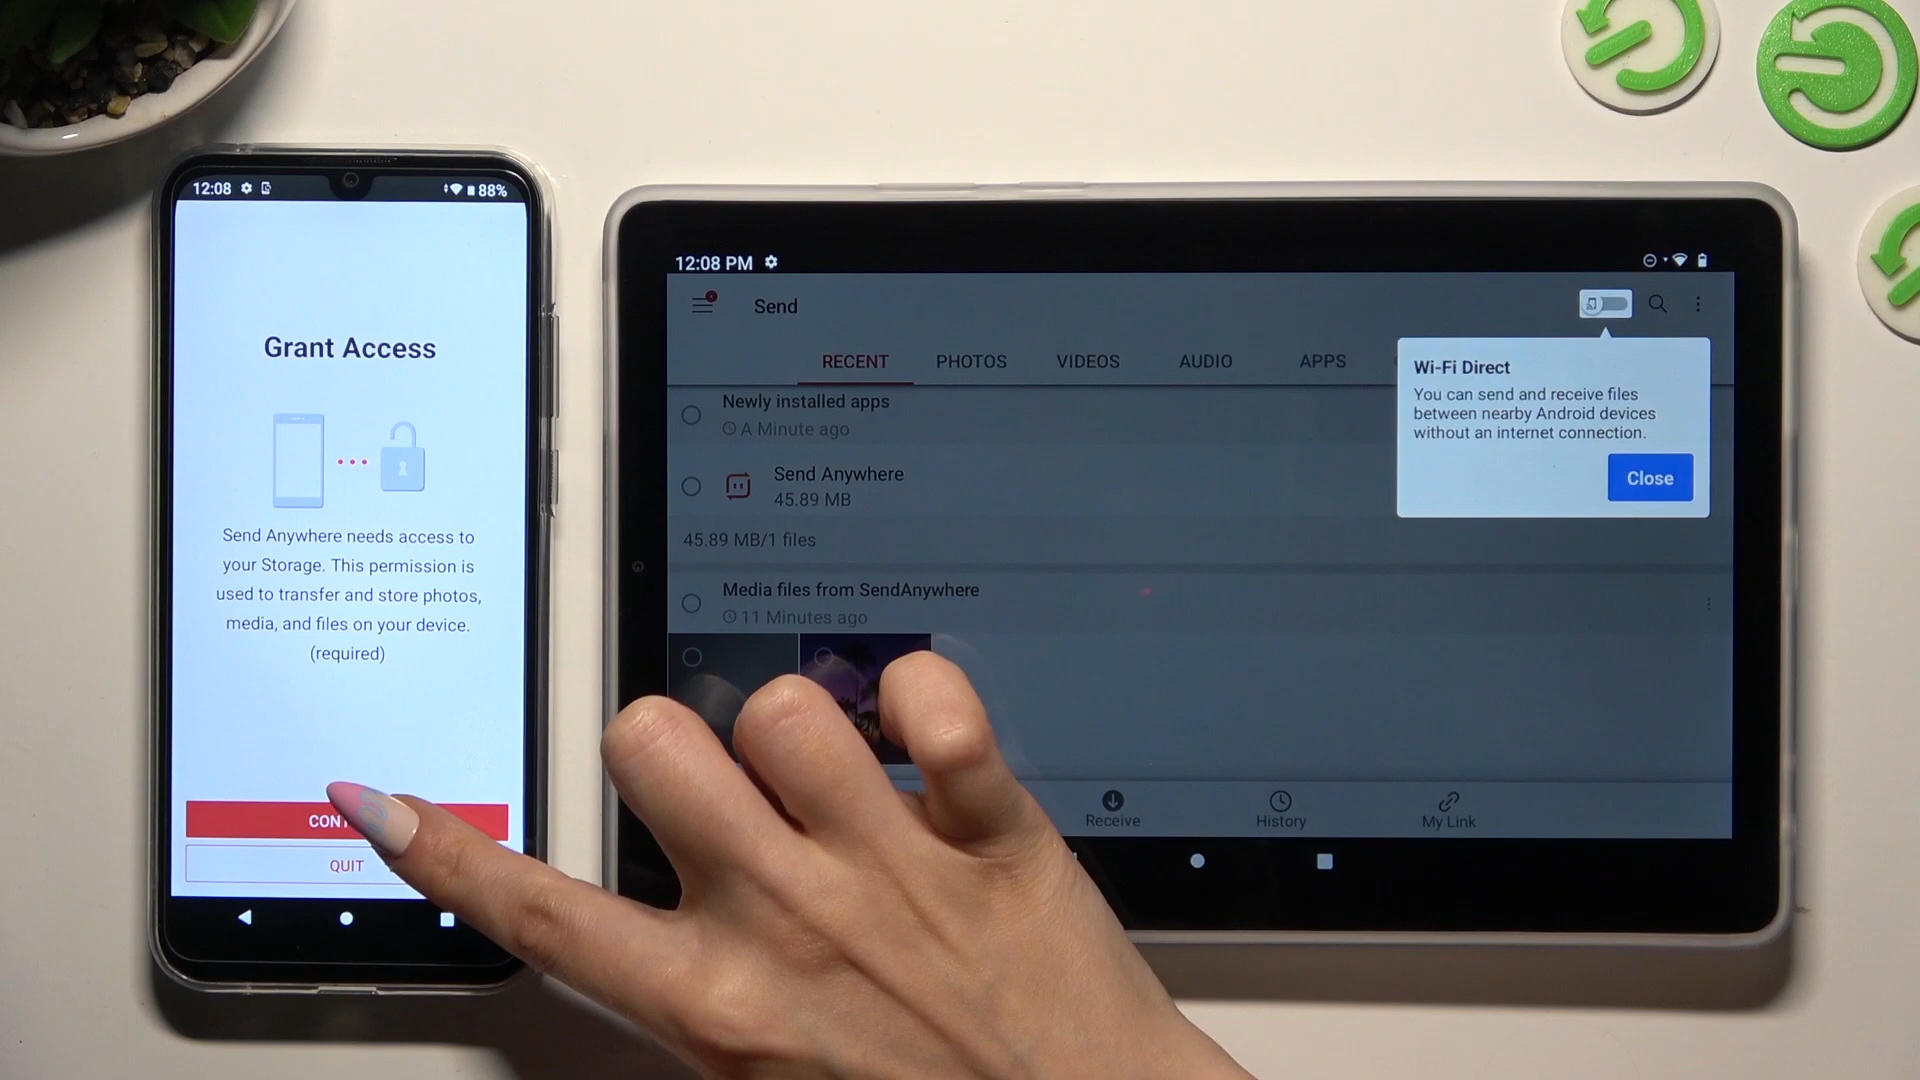 12:08
88%
Grant Access
Send Anywhere needs access to
your Storage. This permission is
used to transfer and store photos,
media, and files on your device.
(required)
QUIT
12:08 PM
Send
RECENT
PHOTOS
VIDEOS
AUDIO
APPS
Newly installed apps
A Minute ago
Send Anywhere
45.89 MB
45.89 MB/1 files
Media files from SendAnywhere
11 Minutes ago
Wi-Fi Direct
You can send and receive files
between nearby Android devices
without an internet connection.
Close
Receive
History
My Link